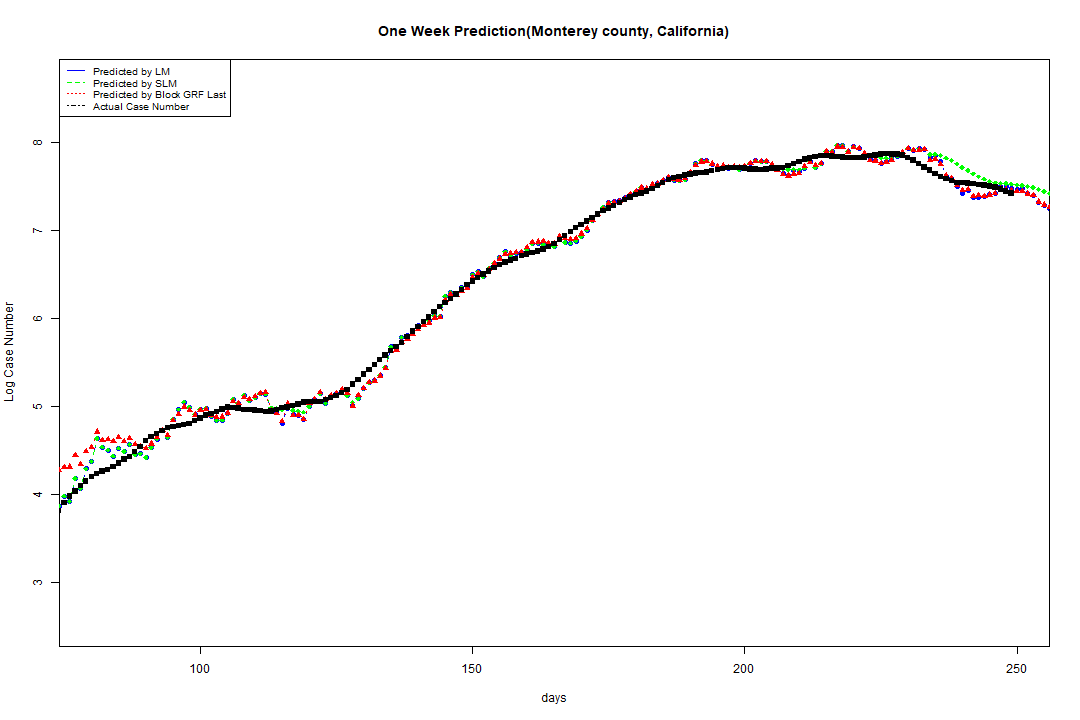 One Week Prediction(Monterey county, California)
Predicted by LM
Predicted by SLM
Predicted by Block GRF Last
Actual Case Number
8
7
6
5
4
3
Log Case Number
100 150 200 250
days